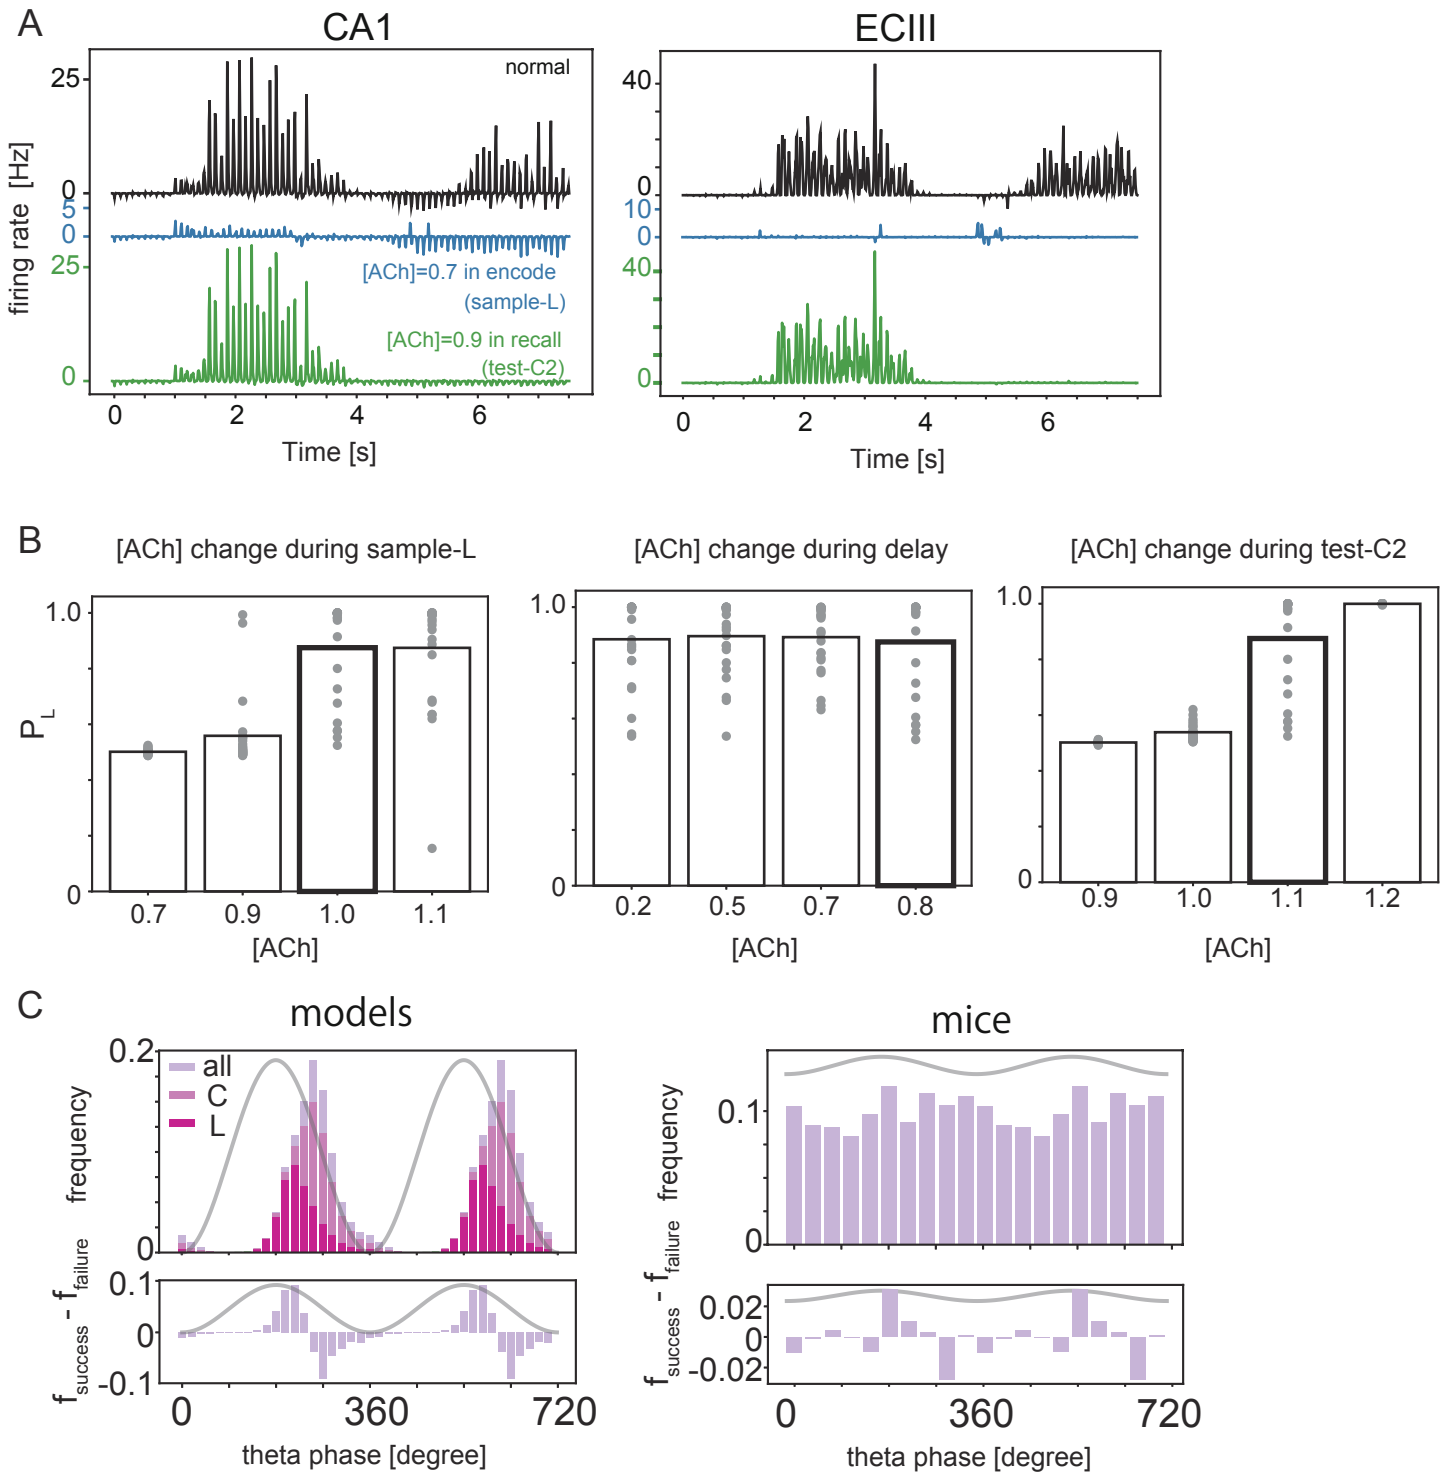 A
CA1
ECIII
normal
25
0
5
0
25
0
firing rate [Hz]
[ACh]=0.7 in encode
(sample-L)
[ACh]=0.9 in recall
(test-C2)
0 2 4 6
Time [s]
40
0
10
0
40
0
0 2 4 6
Time [s]
B
[ACh] change during sample-L
[ACh] change during delay
[ACh] change during test-C2
1.0
0
P_L
0.7 0.9 1.0 1.1
[ACh]
1.0
0
0.2 0.5 0.7 0.8
[ACh]
1.0
0
0.9 1.0 1.1 1.2
[ACh]
C
models
mice
0.2
0
frequency
all
C
L
0.1
0
-0.1
f_success - f_failure
0 360 720
theta phase [degree]
0.1
0
frequency
0.02
0
-0.02
f_success - f_failure
0 360 720
theta phase [degree]